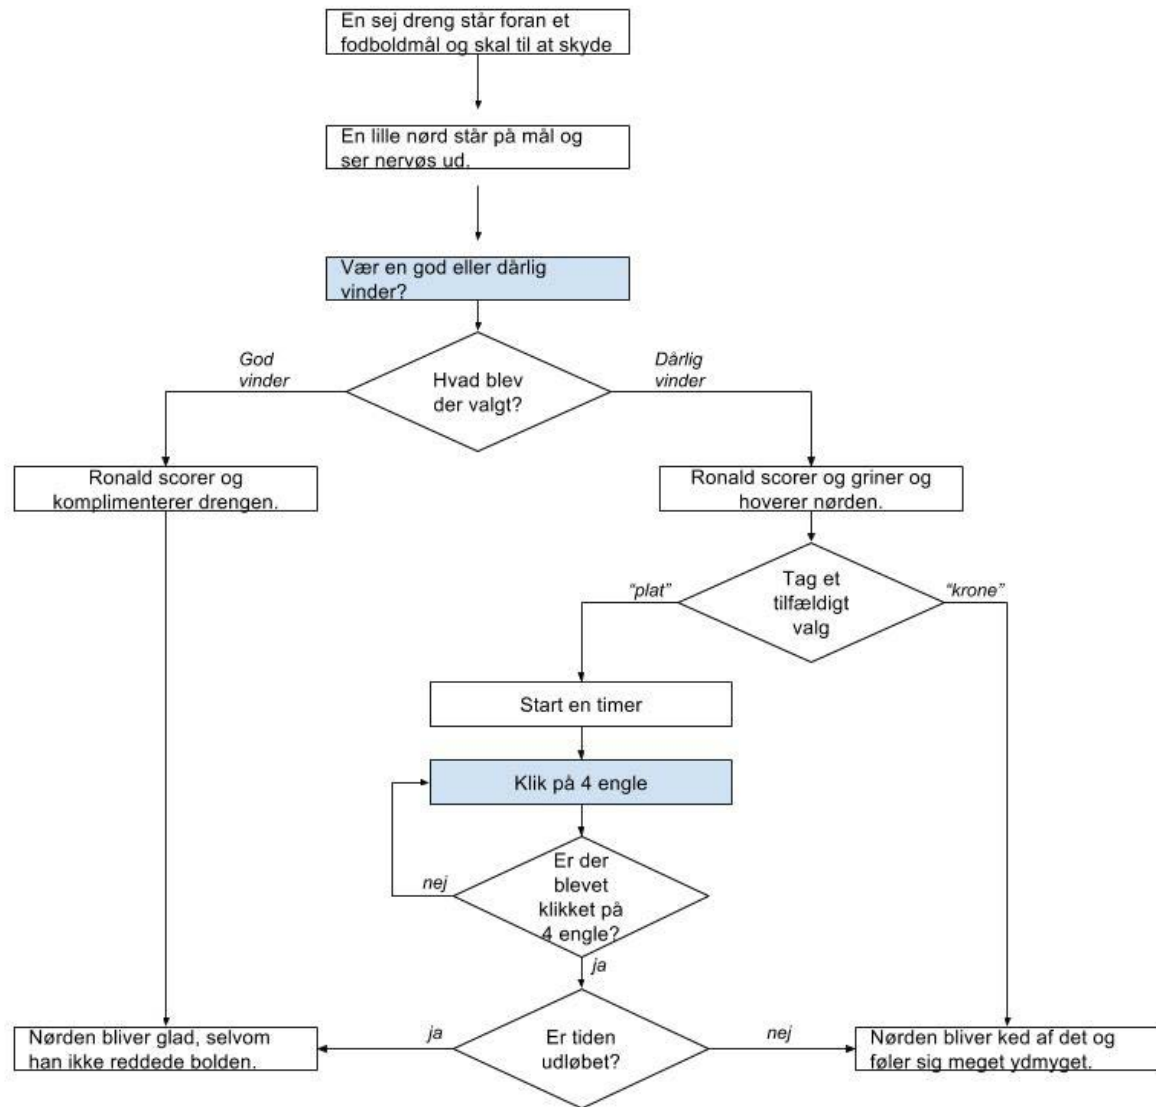 En sej dreng står foran et
fodboldmål og skal til at skyde
En lille nørd står på mål og
ser nervøs ud.
Vær en god eller dårlig
vinder?
God
vinder
Dårlig
vinder
Hvad blev
der valgt?
Ronald scorer og
komplimenterer drengen.
Ronald scorer og griner og
hoverer nørden.
"plat"
Tag et
tilfældigt
valg
"krone"
Start en timer
Klik på 4 engle
nej
Er der
blevet
klikket på
4 engle?
ja
Nørden bliver glad, selvom
han ikke reddede bolden.
ja
Er tiden
udløbet?
nej
Nørden bliver ked af det og
føler sig meget ydmyget.